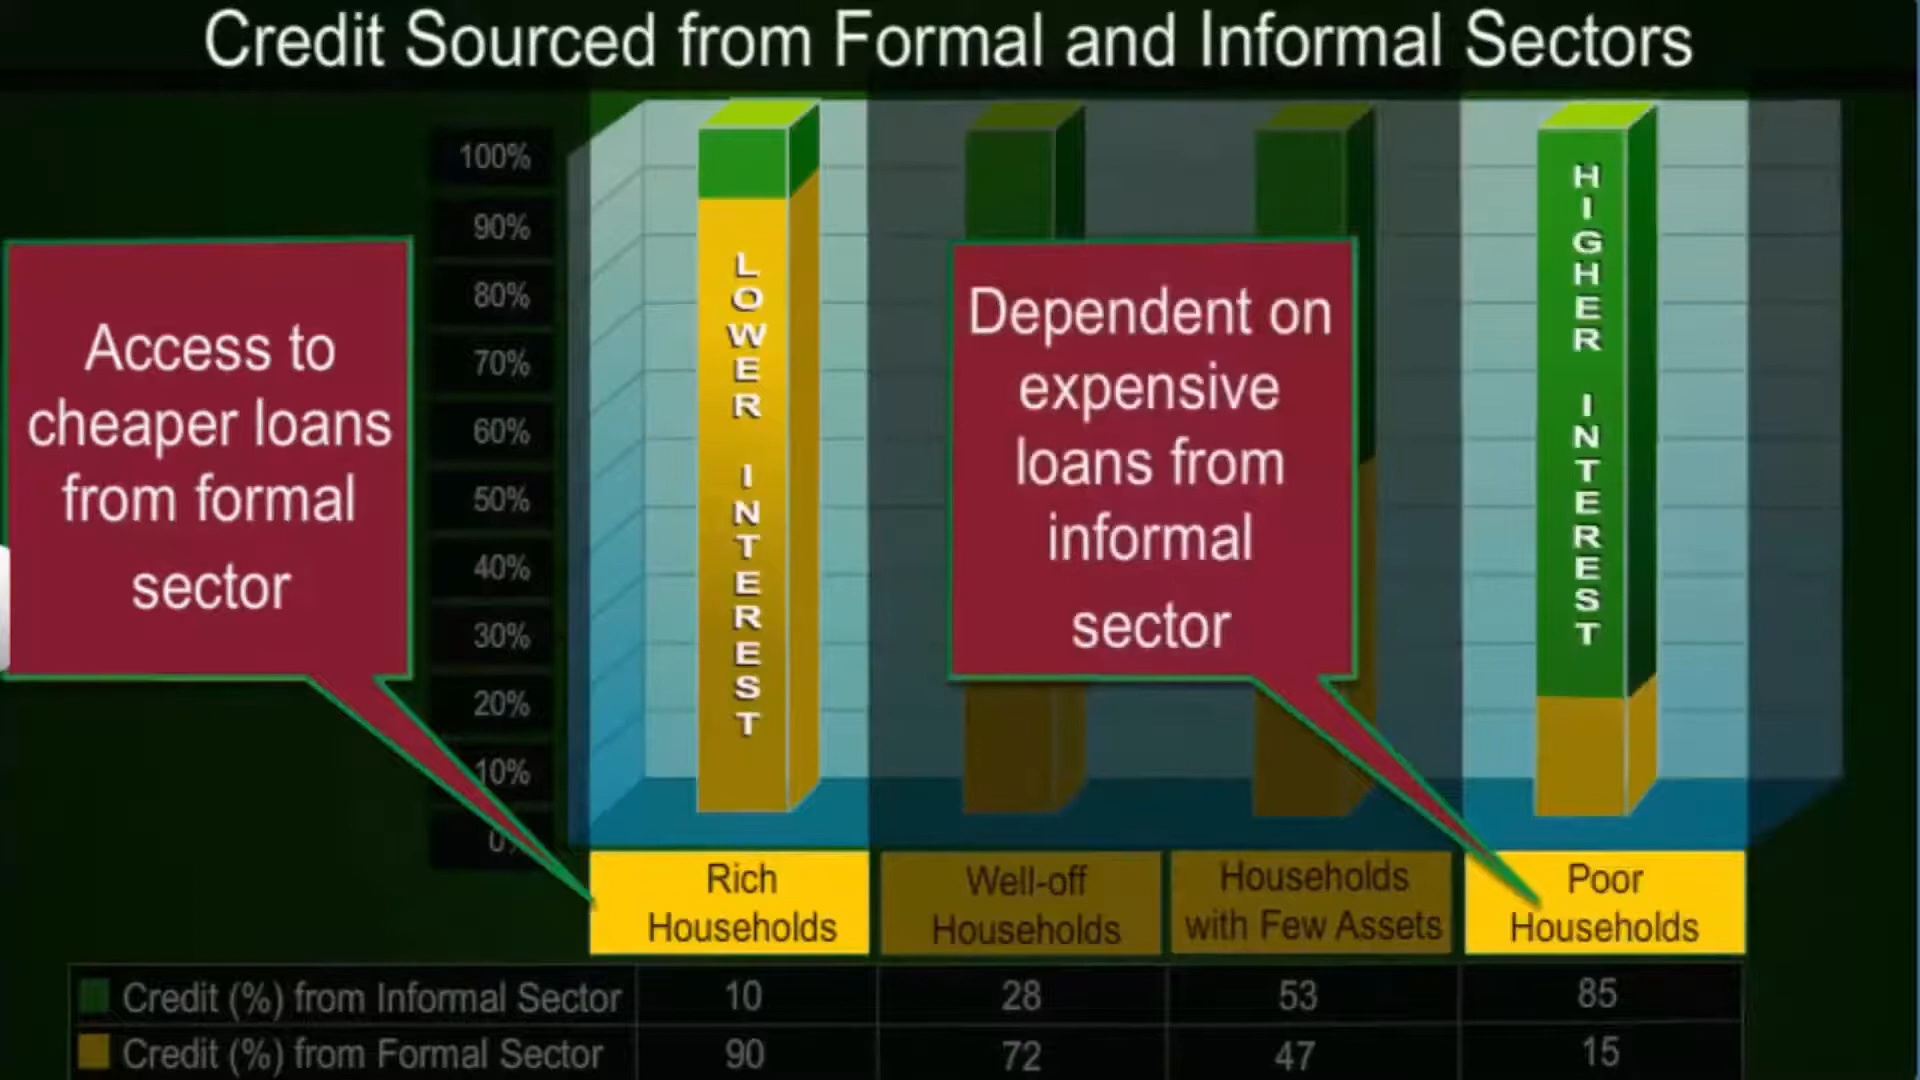 Credit Sourced from Formal and Informal Sectors
100%
90%
80%
70%
60%
50%
40%
30%
20%
10%
Access to
cheaper loans
from formal
sector
LOWER INTEREST
Dependent on
expensive
loans from
informal
sector
HIGHER INTEREST
Rich
Households
Well-off
Households
Households
with Few Assets
Poor
Households
Credit (%) from Informal Sector 10 28 53 85
Credit (%) from Formal Sector 90 72 47 15